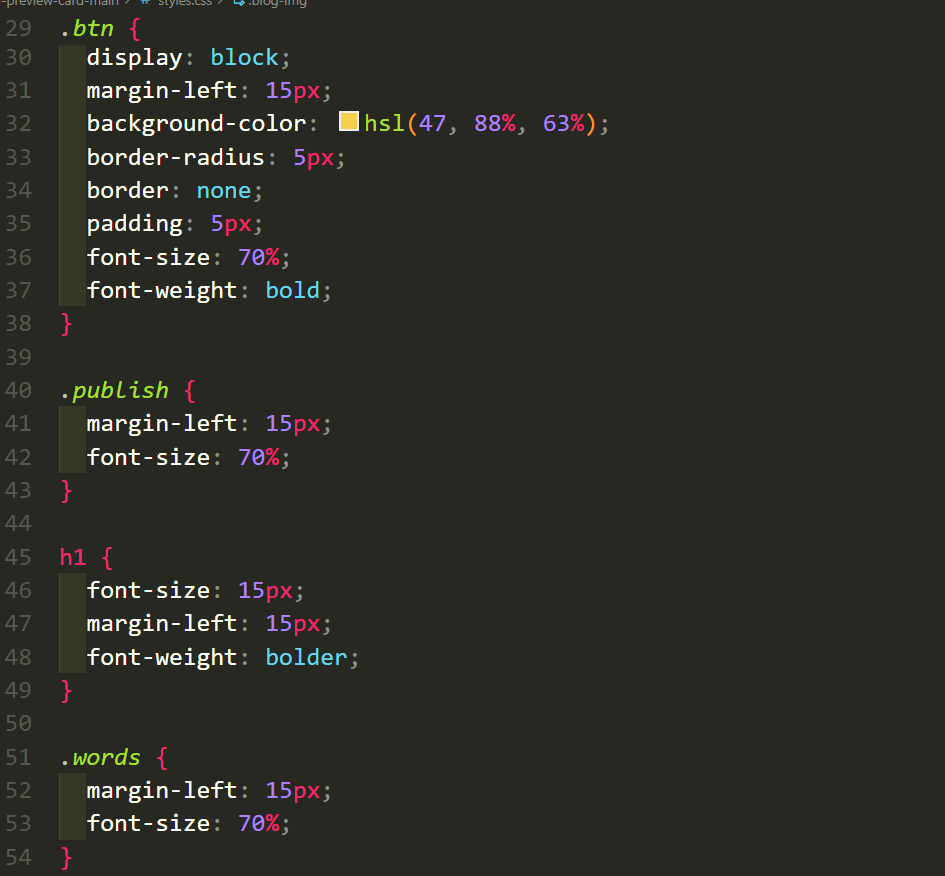 -preview-card-main > # styles.css > .blog-img
29 .btn {
30 display: block;
31 margin-left: 15px;
32 background-color: hsl(47, 88%, 63%);
33 border-radius: 5px;
34 border: none;
35 padding: 5px;
36 font-size: 70%;
37 font-weight: bold;
38 }
39
40 .publish {
41 margin-left: 15px;
42 font-size: 70%;
43 }
44
45 h1 {
46 font-size: 15px;
47 margin-left: 15px;
48 font-weight: bolder;
49 }
50
51 .words {
52 margin-left: 15px;
53 font-size: 70%;
54 }